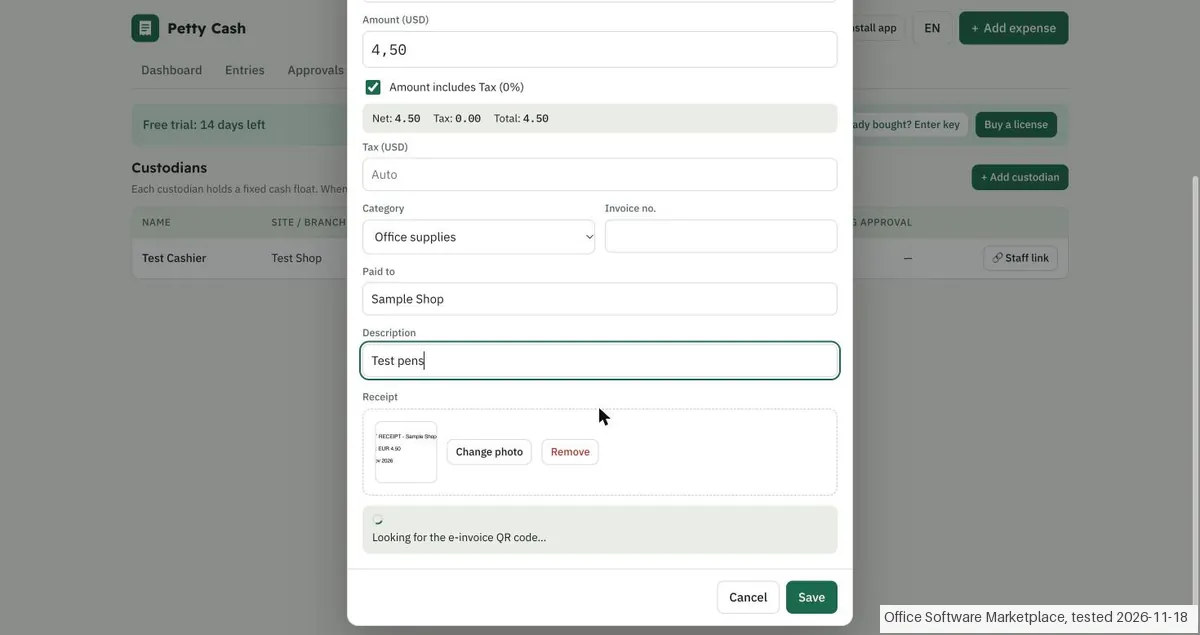 Petty Cash
stall app
EN
+ Add expense
Dashboard
Entries
Approvals
Free trial: 14 days left
ady bought? Enter key
Buy a license
Custodians
Each custodian holds a fixed cash float. When
+ Add custodian
NAME
SITE / BRANCH
G APPROVAL
Test Cashier
Test Shop
—
Staff link
Amount (USD)
4,50
Amount includes Tax (0%)
Net: 4.50 Tax: 0.00 Total: 4.50
Tax (USD)
Auto
Category
Invoice no.
Office supplies
Paid to
Sample Shop
Description
Test pens
Receipt
RECEIPT - Sample Shop
EUR 4.50
2026
Change photo
Remove
Looking for the e-invoice QR code...
Cancel
Save
Office Software Marketplace, tested 2026-11-18